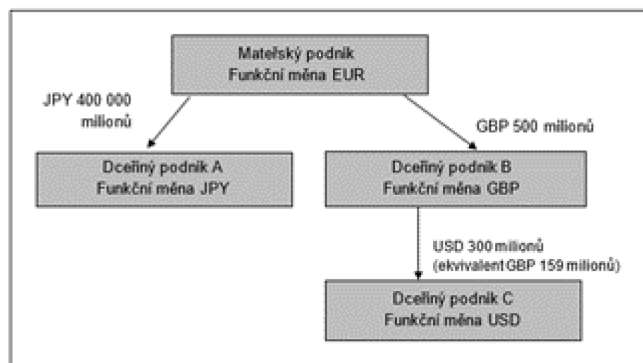 Mateřský podnik
Funkční měna EUR
JPY 400 000
milionů
GBP 500 milionů
Dceřiný podnik A
Funkční měna JPY
Dceřiný podnik B
Funkční měna GBP
USD 300 milionů
(ekvivalent GBP 159 milionů)
Dceřiný podnik C
Funkční měna USD